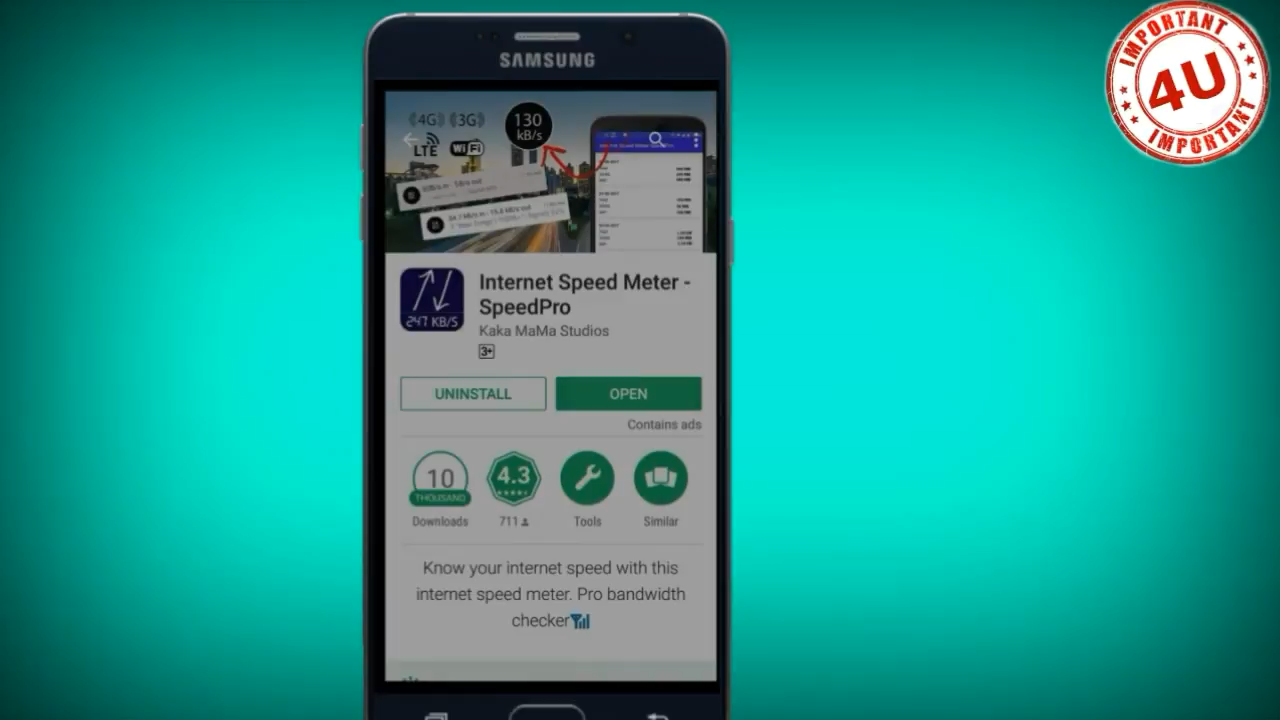 IMPORTANT
4U
IMPORTANT
SAMSUNG
4G 3G
130
kB/s
LTE
WiFi
Internet Speed Meter -
SpeedPro
247 KB/S
Kaka MaMa Studios
3+
UNINSTALL
OPEN
Contains ads
10
THOUSAND
4.3
Downloads
711
Tools
Similar
Know your internet speed with this
internet speed meter. Pro bandwidth
checker